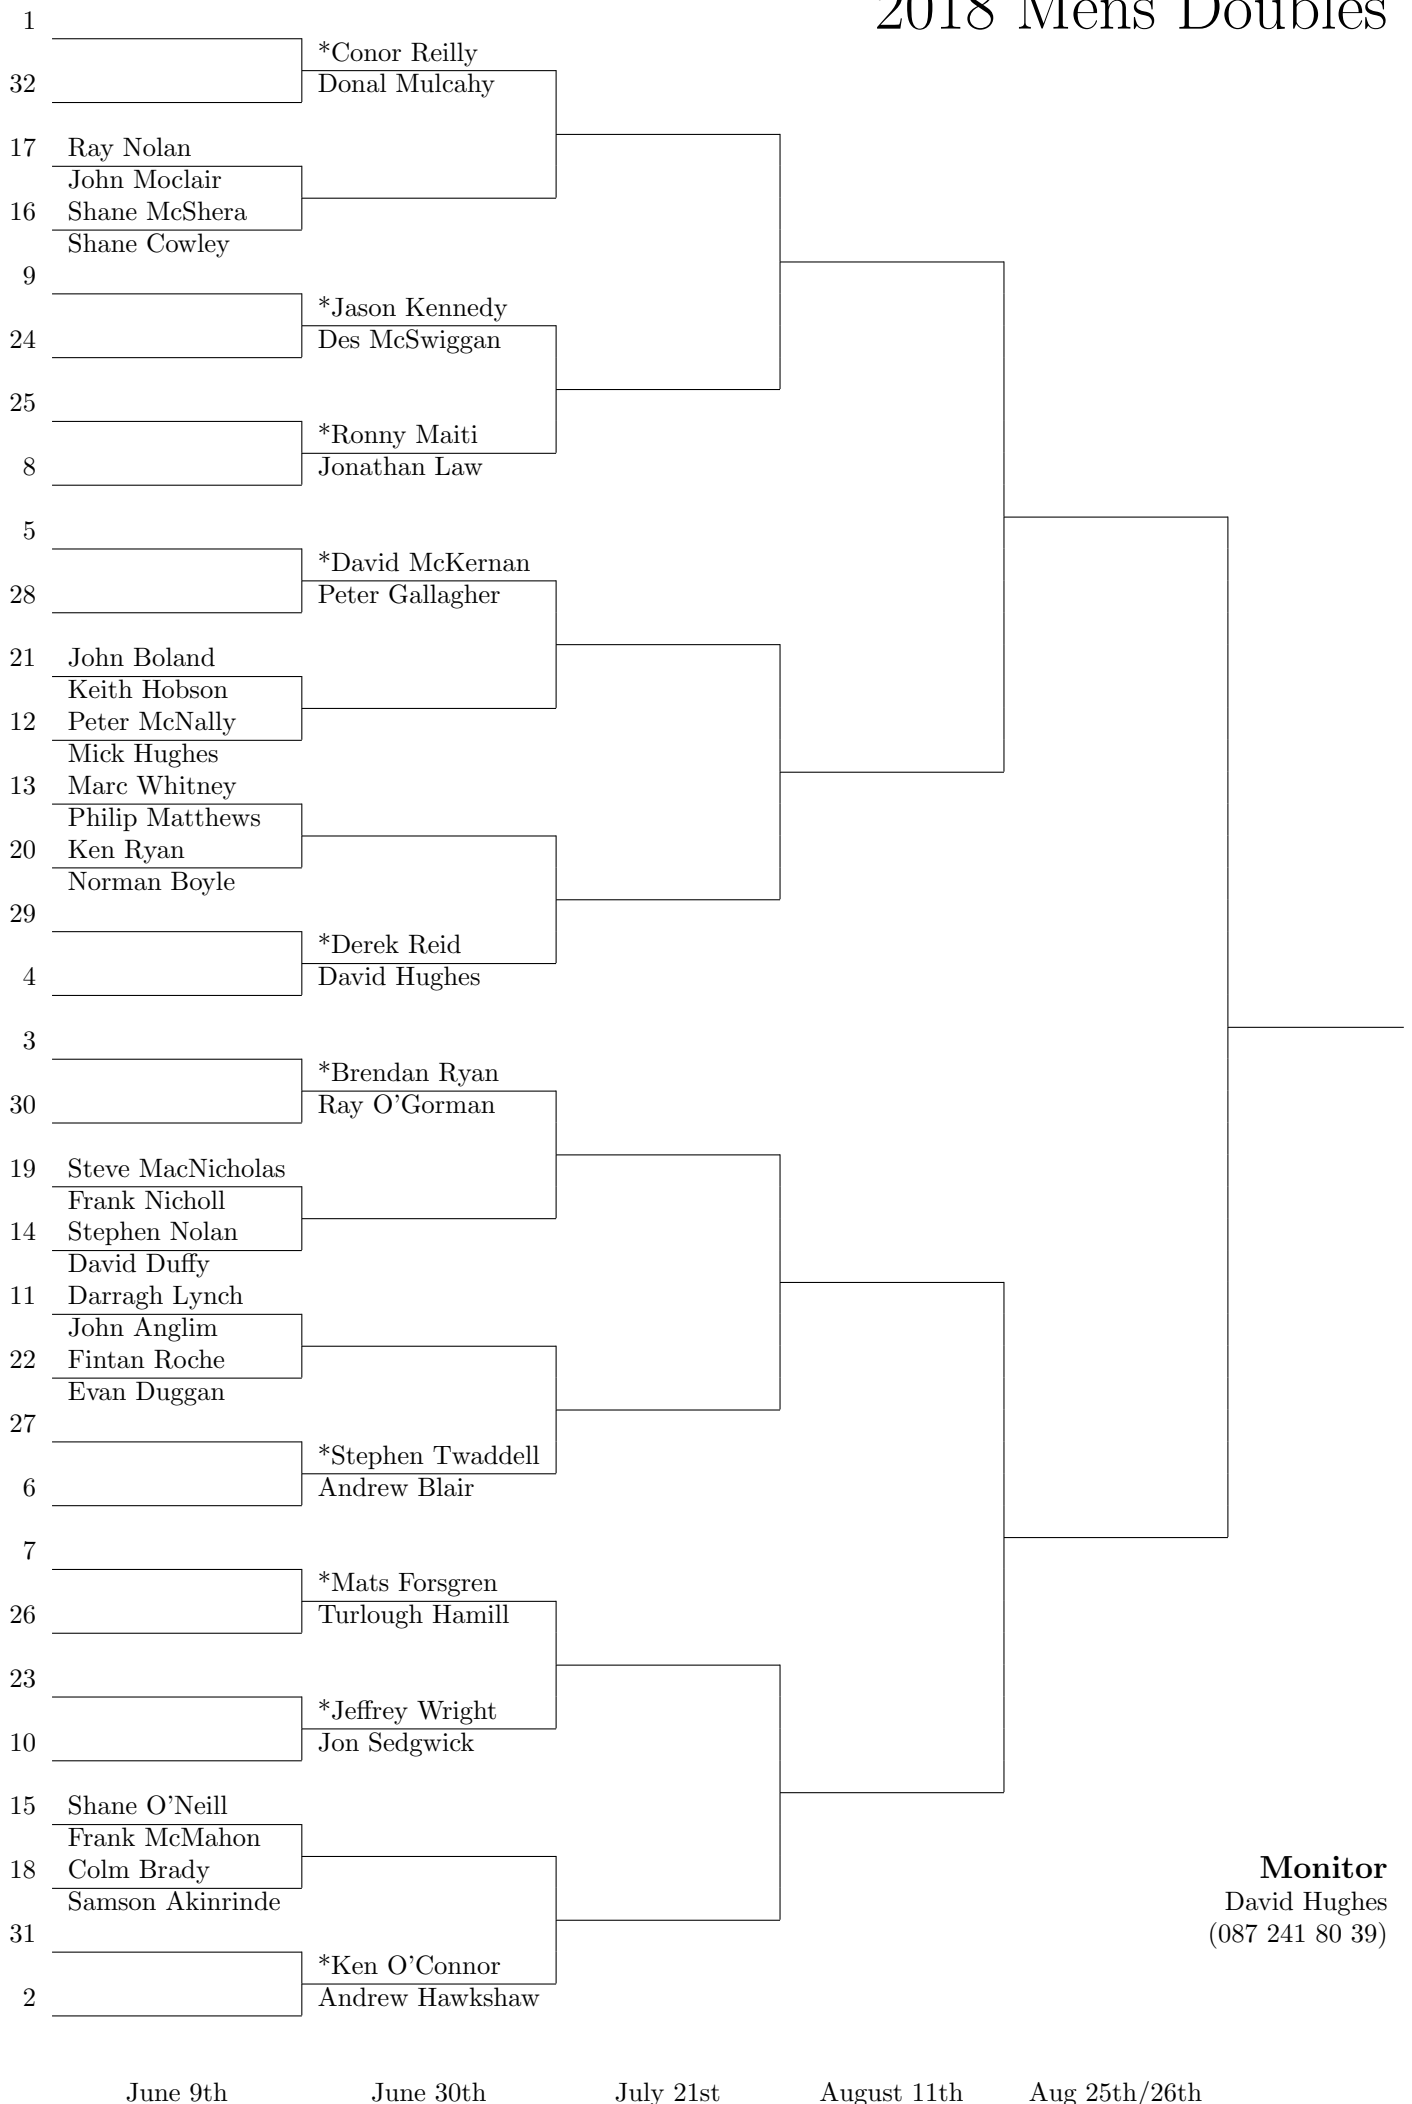 2018 Mens Doubles
1
*Conor Reilly
32
Donal Mulcahy
17 Ray Nolan
John Moclair
16 Shane McShera
Shane Cowley
9
*Jason Kennedy
24
Des McSwiggan
25
*Ronny Maiti
8
Jonathan Law
5
*David McKernan
28
Peter Gallagher
21 John Boland
Keith Hobson
12 Peter McNally
Mick Hughes
13 Marc Whitney
Philip Matthews
20 Ken Ryan
Norman Boyle
29
*Derek Reid
4
David Hughes
3
*Brendan Ryan
30
Ray O'Gorman
19 Steve MacNicholas
Frank Nicholl
14 Stephen Nolan
David Duffy
11 Darragh Lynch
John Anglim
22 Fintan Roche
Evan Duggan
27
*Stephen Twaddell
6
Andrew Blair
7
*Mats Forsgren
26
Turlough Hamill
23
*Jeffrey Wright
10
Jon Sedgwick
15 Shane O'Neill
Frank McMahon
18 Colm Brady
Samson Akinrinde
31
*Ken O'Connor
2
Andrew Hawkshaw
Monitor
David Hughes
(087 241 80 39)
June 9th June 30th July 21st August 11th Aug 25th/26th